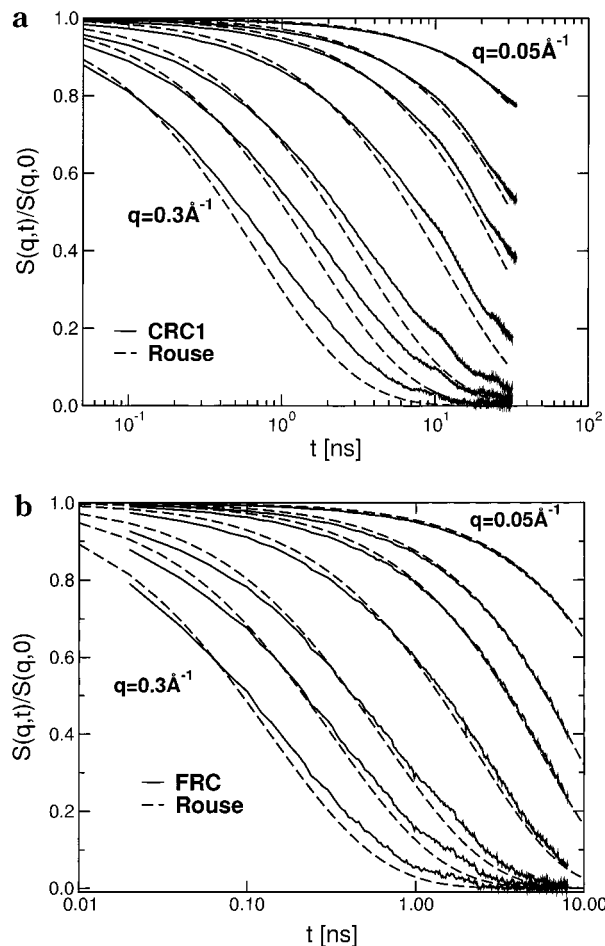 a
1.0
0.8
0.6
0.4
0.2
0.0
S(q,t)/S(q,0)
q=0.05Å⁻¹
q=0.3Å⁻¹
CRC1
Rouse
10⁻¹
10⁰
10¹
10²
t [ns]
b
1.0
0.8
0.6
0.4
0.2
0.0
S(q,t)/S(q,0)
q=0.05Å⁻¹
q=0.3Å⁻¹
FRC
Rouse
0.01
0.10
1.00
10.00
t [ns]